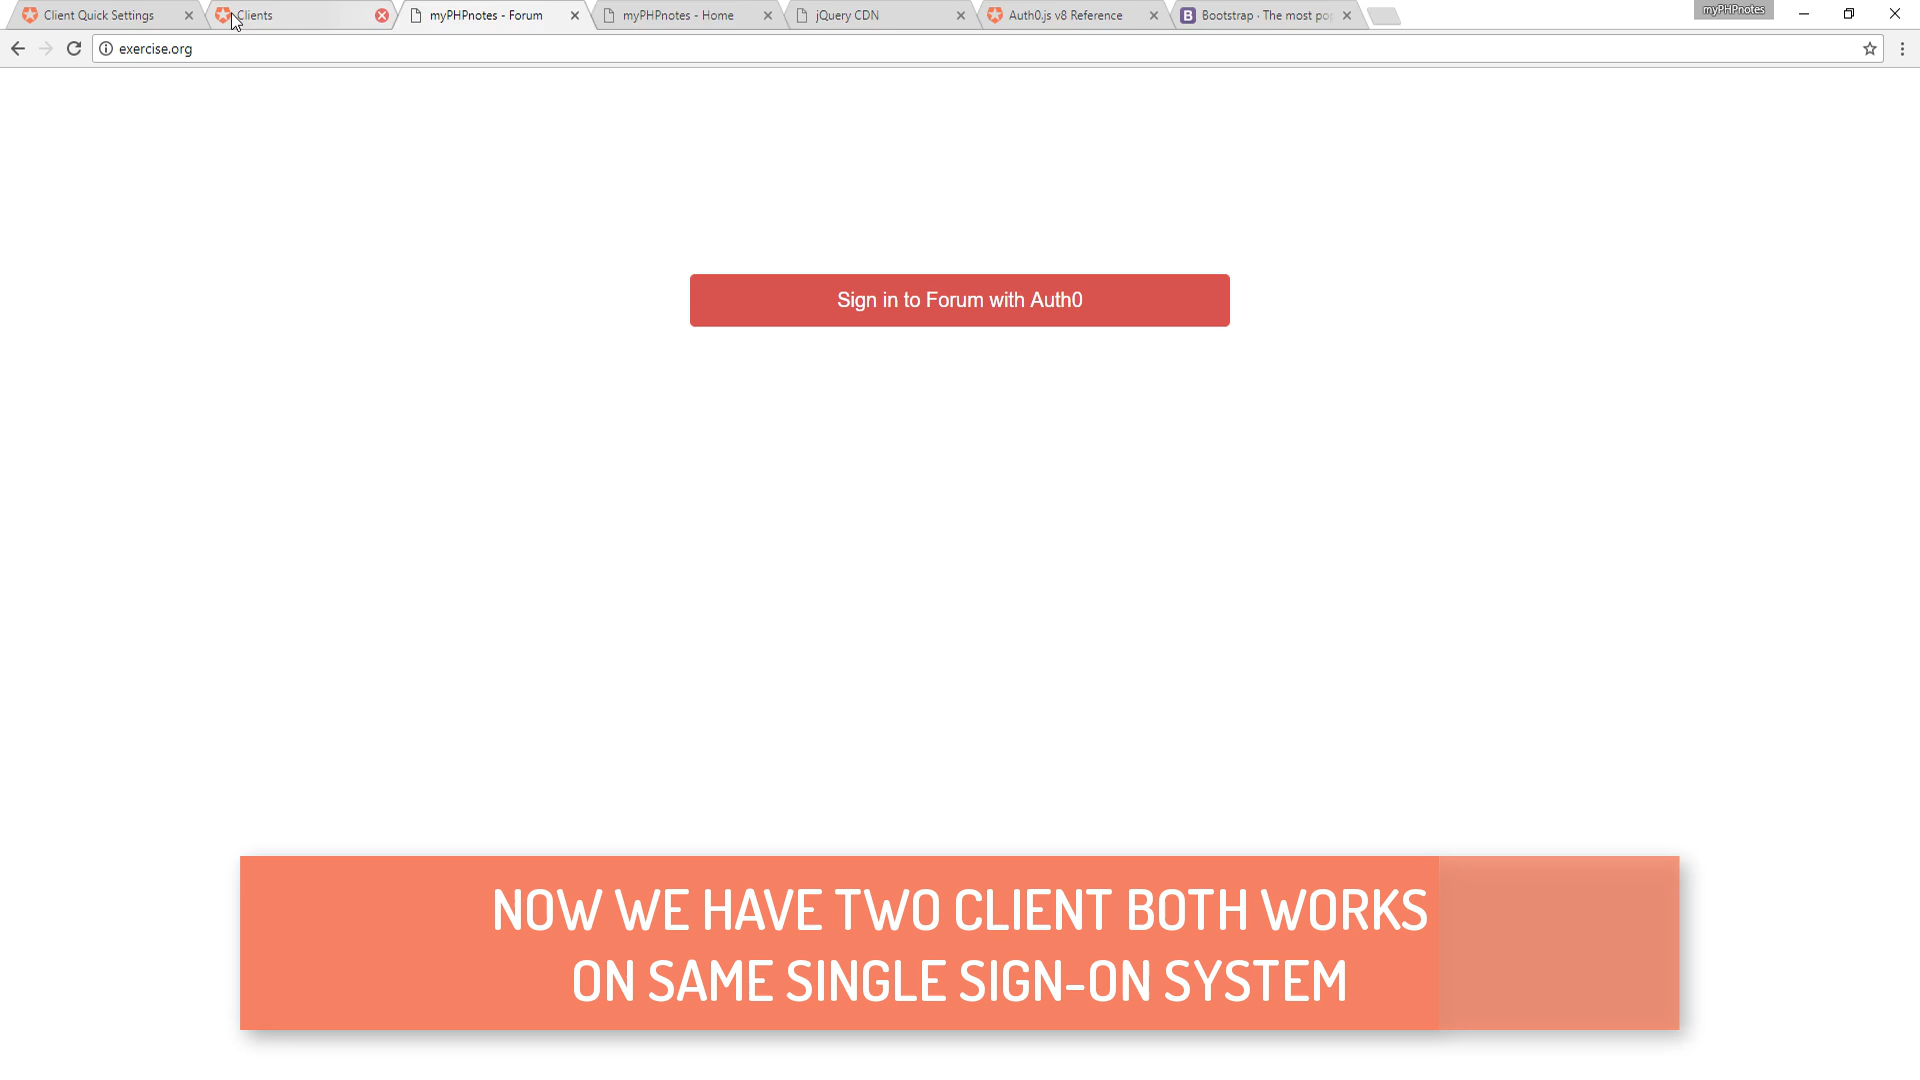 Client Quick Settings
Clients
myPHPnotes - Forum
myPHPnotes - Home
jQuery CDN
Auth0.js v8 Reference
Bootstrap · The most po
myPHPnotes
exercise.org
Sign in to Forum with Auth0
NOW WE HAVE TWO CLIENT BOTH WORKS
ON SAME SINGLE SIGN-ON SYSTEM